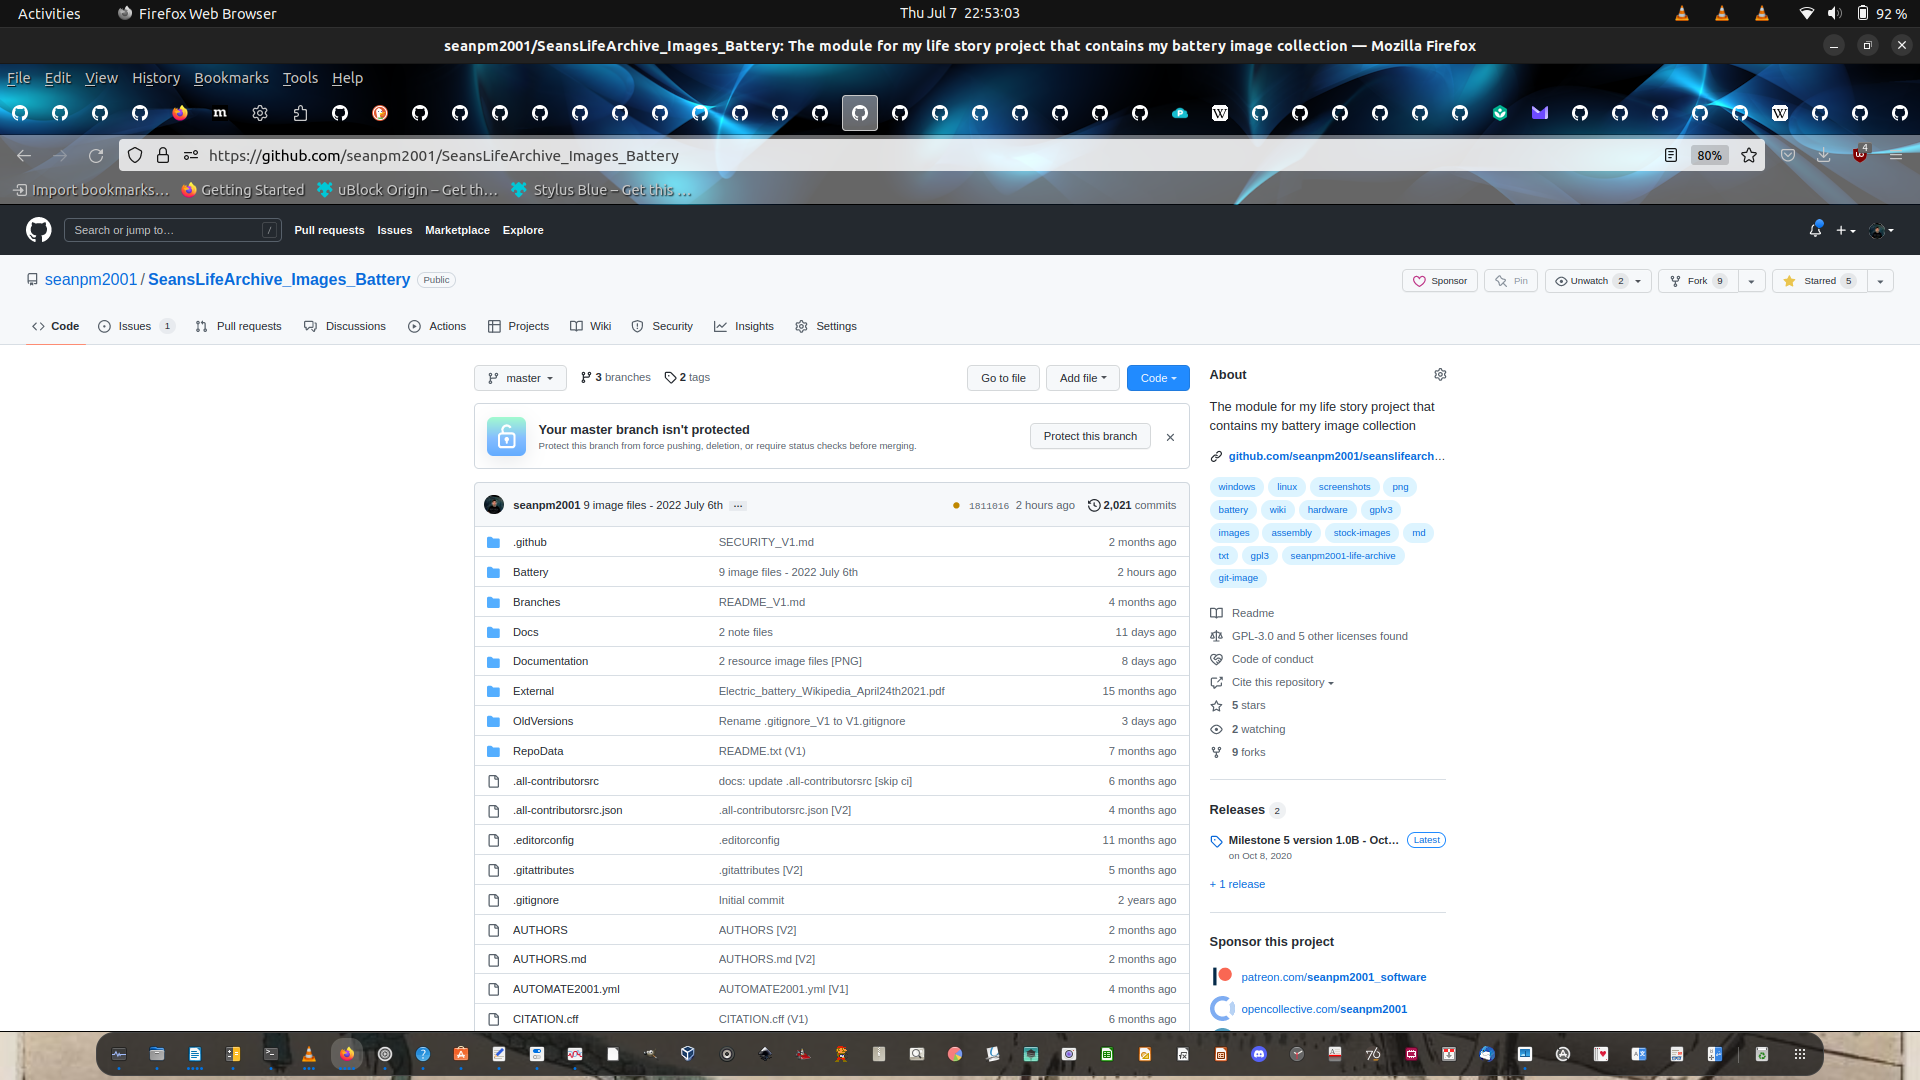 Activities
Firefox Web Browser
Thu Jul 7 22:53:03
92 %
seanpm2001/SeansLifeArchive_Images_Battery: The module for my life story project that contains my battery image collection — Mozilla Firefox
File Edit View History Bookmarks Tools Help
https://github.com/seanpm2001/SeansLifeArchive_Images_Battery
80%
4
Import bookmarks…
Getting Started
uBlock Origin – Get th…
Stylus Blue – Get this …
Search or jump to…
/
Pull requests
Issues
Marketplace
Explore
seanpm2001 / SeansLifeArchive_Images_Battery
Public
Sponsor
Pin
Unwatch 2
Fork 9
Starred 5
Code
Issues 1
Pull requests
Discussions
Actions
Projects
Wiki
Security
Insights
Settings
master
3 branches
2 tags
Go to file
Add file
Code
Your master branch isn't protected
Protect this branch from force pushing, deletion, or require status checks before merging.
Protect this branch
seanpm2001 9 image files - 2022 July 6th …
1811016 2 hours ago
2,021 commits
.github SECURITY_V1.md 2 months ago
Battery 9 image files - 2022 July 6th 2 hours ago
Branches README_V1.md 4 months ago
Docs 2 note files 11 days ago
Documentation 2 resource image files [PNG] 8 days ago
External Electric_battery_Wikipedia_April24th2021.pdf 15 months ago
OldVersions Rename .gitignore_V1 to V1.gitignore 3 days ago
RepoData README.txt (V1) 7 months ago
.all-contributorsrc docs: update .all-contributorsrc [skip ci] 6 months ago
.all-contributorsrc.json .all-contributorsrc.json [V2] 4 months ago
.editorconfig .editorconfig 11 months ago
.gitattributes .gitattributes [V2] 5 months ago
.gitignore Initial commit 2 years ago
AUTHORS AUTHORS [V2] 2 months ago
AUTHORS.md AUTHORS.md [V2] 2 months ago
AUTOMATE2001.yml AUTOMATE2001.yml [V1] 4 months ago
CITATION.cff CITATION.cff (V1) 6 months ago
About
The module for my life story project that
contains my battery image collection
github.com/seanpm2001/seanslifearch…
windows linux screenshots png
battery wiki hardware gplv3
images assembly stock-images md
txt gpl3 seanpm2001-life-archive
git-image
Readme
GPL-3.0 and 5 other licenses found
Code of conduct
Cite this repository
5 stars
2 watching
9 forks
Releases 2
Milestone 5 version 1.0B - Oct… Latest
on Oct 8, 2020
+ 1 release
Sponsor this project
patreon.com/seanpm2001_software
opencollective.com/seanpm2001